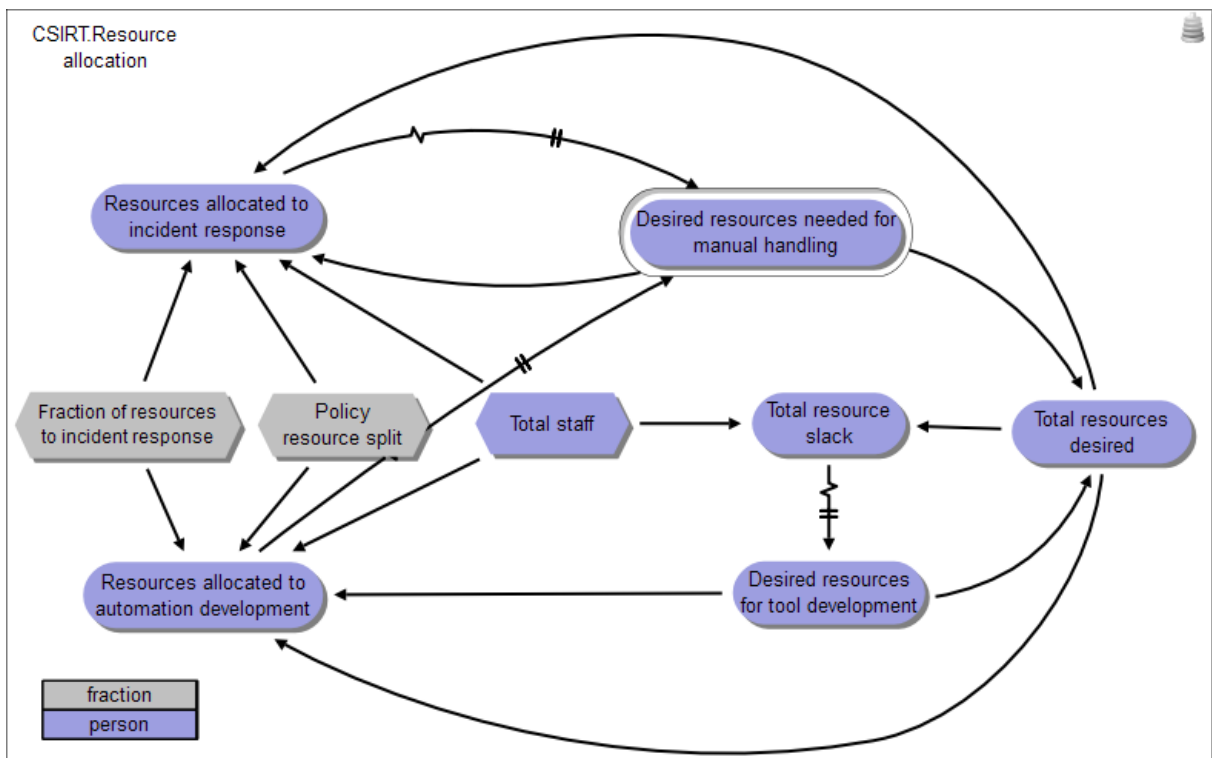 CSIRT.Resource
allocation
Resources allocated to
incident response
Desired resources needed for
manual handling
Fraction of resources
to incident response
Policy
resource split
Total staff
Total resource
slack
Total resources
desired
Resources allocated to
automation development
Desired resources
for tool development
fraction
person